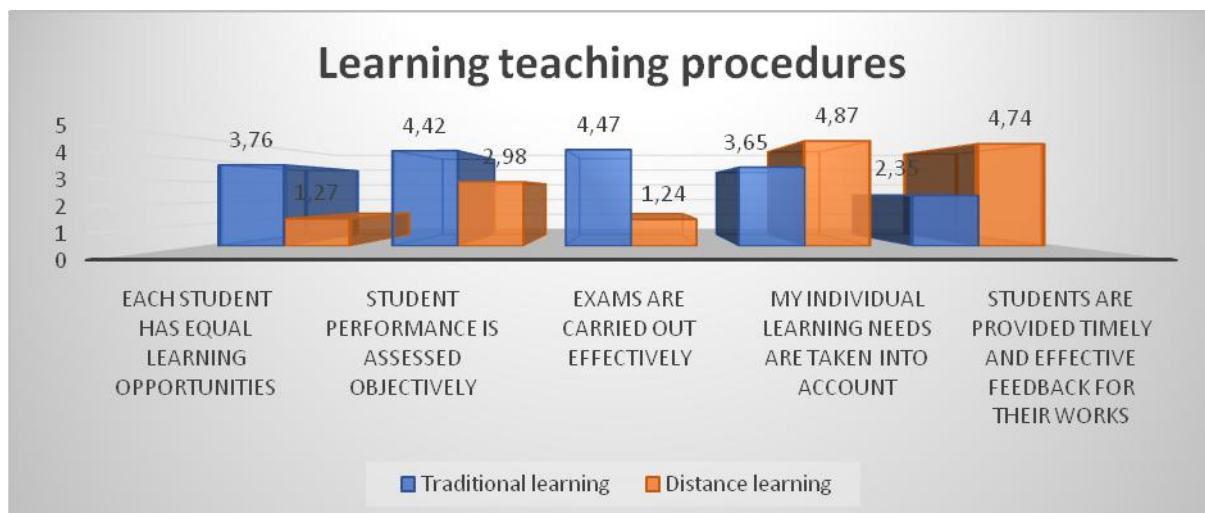 Learning teaching procedures
5
4
3
2
1
0
3,76
1,27
4,42
2,98
4,47
1,24
3,65
4,87
2,35
4,74
EACH STUDENT
HAS EQUAL
LEARNING
OPPORTUNITIES
STUDENT
PERFORMANCE IS
ASSESSED
OBJECTIVELY
EXAMS ARE
CARRIED OUT
EFFECTIVELY
MY INDIVIDUAL
LEARNING NEEDS
ARE TAKEN INTO
ACCOUNT
STUDENTS ARE
PROVIDED TIMELY
AND EFFECTIVE
FEEDBACK FOR
THEIR WORKS
Traditional learning
Distance learning